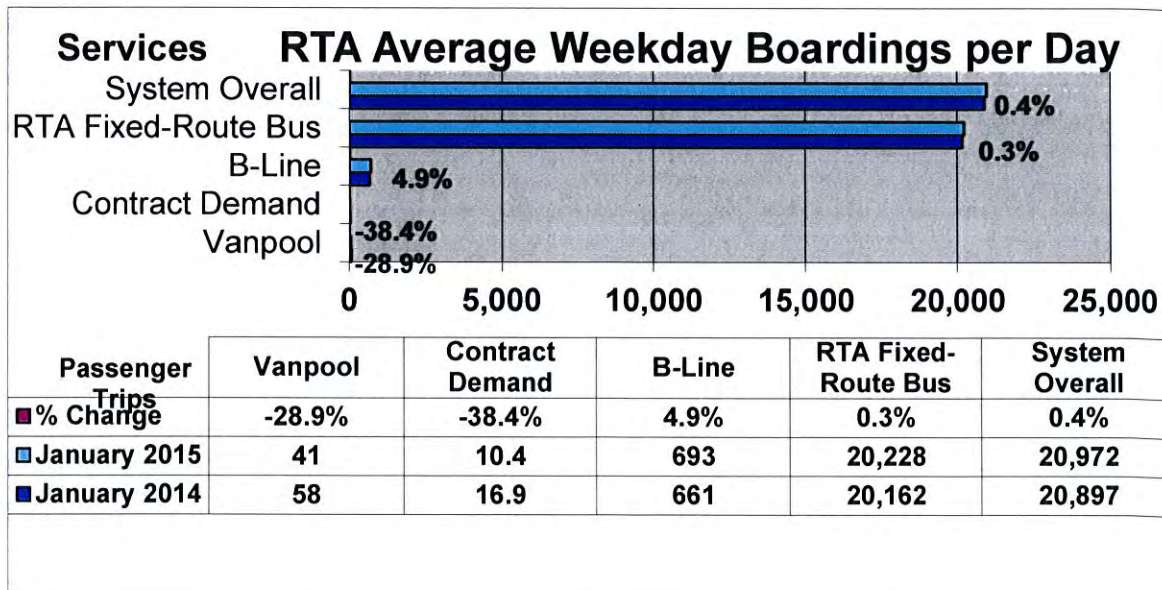 Services RTA Average Weekday Boardings per Day
System Overall
0.4%
RTA Fixed-Route Bus
0.3%
B-Line
4.9%
Contract Demand
-38.4%
Vanpool
-28.9%
0 5,000 10,000 15,000 20,000 25,000
Passenger Trips Vanpool Contract Demand B-Line RTA Fixed-Route Bus System Overall
% Change -28.9% -38.4% 4.9% 0.3% 0.4%
January 2015 41 10.4 693 20,228 20,972
January 2014 58 16.9 661 20,162 20,897